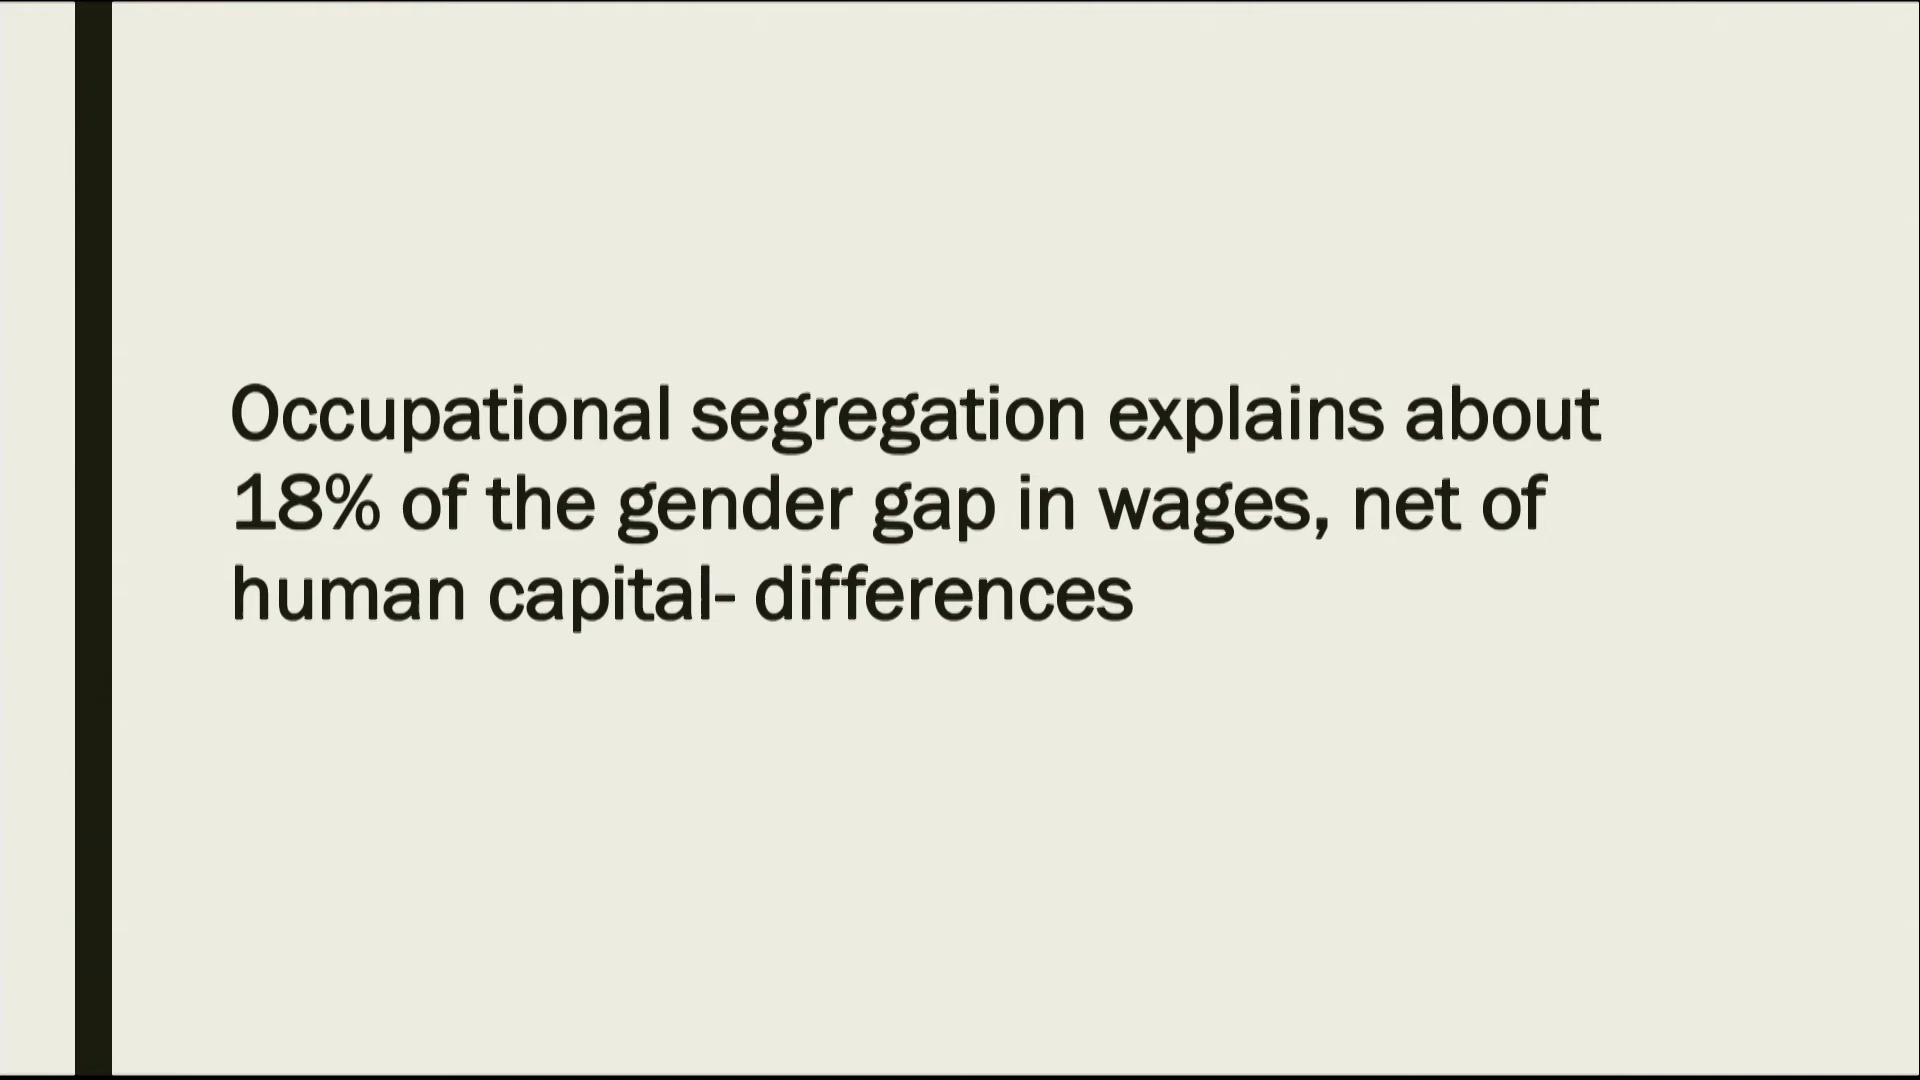 Occupational segregation explains about
18% of the gender gap in wages, net of
human capital- differences